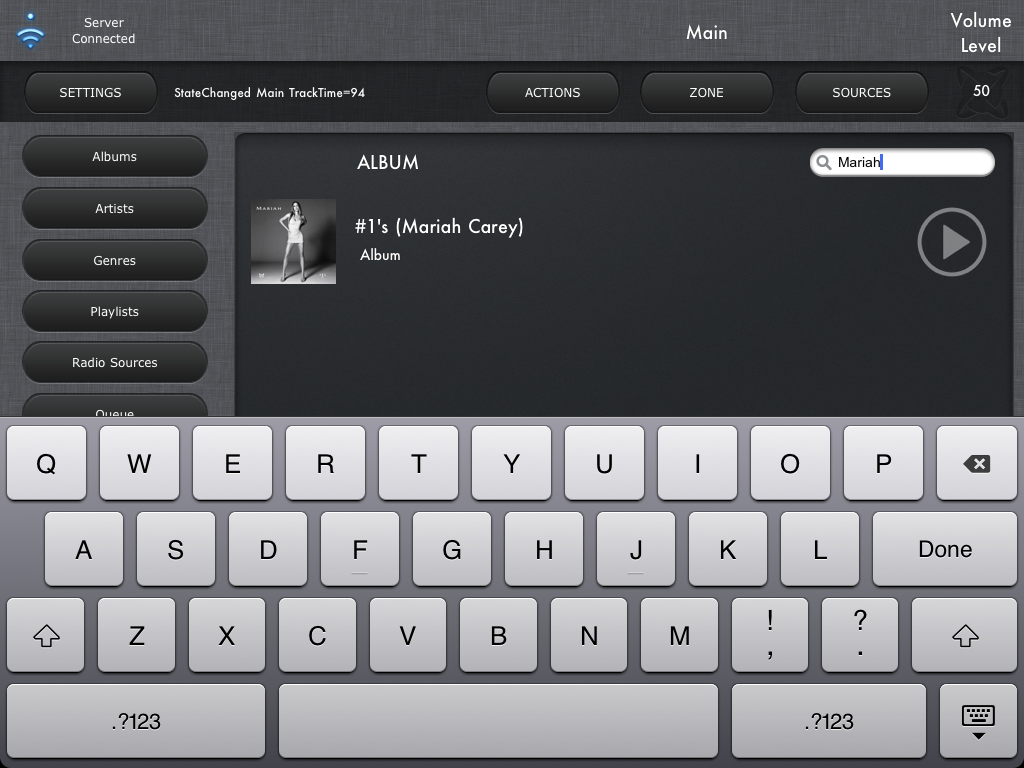 Server
Connected
Main
Volume
Level
SETTINGS
StateChanged Main TrackTime=94
ACTIONS
ZONE
SOURCES
50
Albums
Artists
Genres
Playlists
Radio Sources
Queue
ALBUM
Mariah
MARIAH
#1's (Mariah Carey)
Album
Q W E R T Y U I O P
A S D F G H J K L Done
Z X C V B N M ! , ? .
.?123 .?123